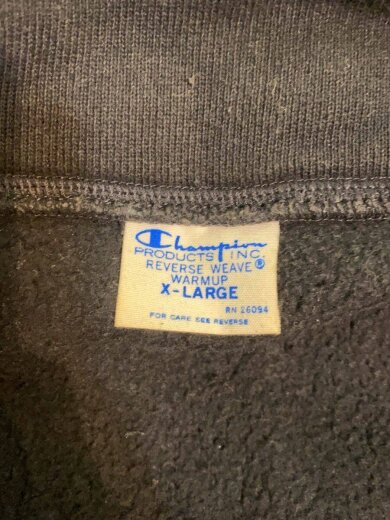 Champion
PRODUCTS INC.
REVERSE WEAVE®
WARMUP
X-LARGE
RN 26094
FOR CARE SEE REVERSE